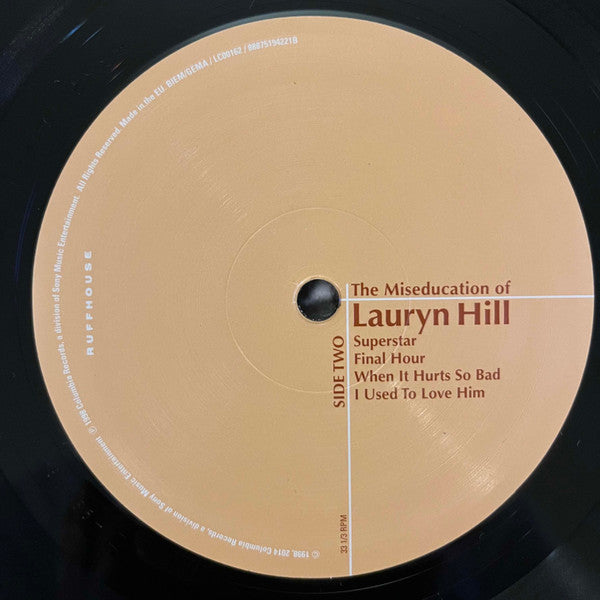 The Miseducation of
Lauryn Hill
SIDE TWO
Superstar
Final Hour
When It Hurts So Bad
I Used To Love Him
33 1/3 RPM
RUFFHOUSE
© 1998, 2014 Columbia Records, a division of Sony Music Entertainment ℗ 1998 Columbia Records, a division of Sony Music Entertainment. All Rights Reserved. Made in the EU. BIEM/GEMA / LC00162 / 88875194221B